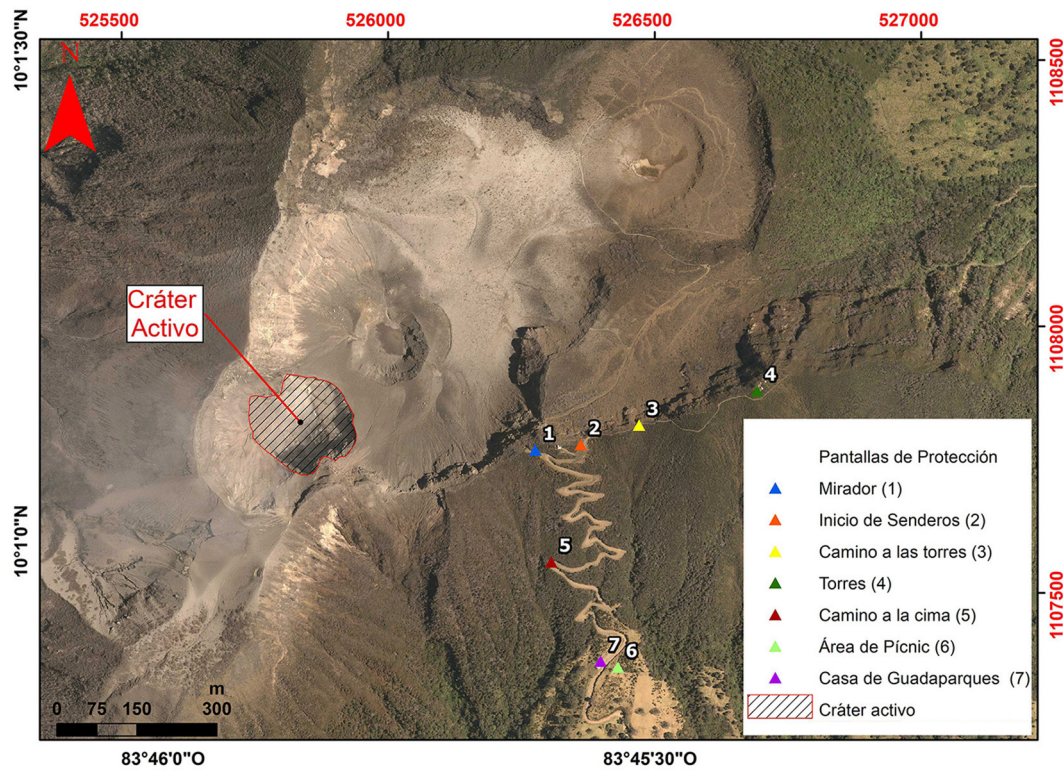 525500 526000 526500 527000
10°1'30"N
1108500
N
Cráter
Activo
1108000
4
3
2
1
5
10°1'0"N
1107500
7
6
Pantallas de Protección
Mirador (1)
Inicio de Senderos (2)
Camino a las torres (3)
Torres (4)
Camino a la cima (5)
Área de Pícnic (6)
Casa de Guadaparques (7)
Cráter activo
m
0 75 150 300
83°46'0"O 83°45'30"O